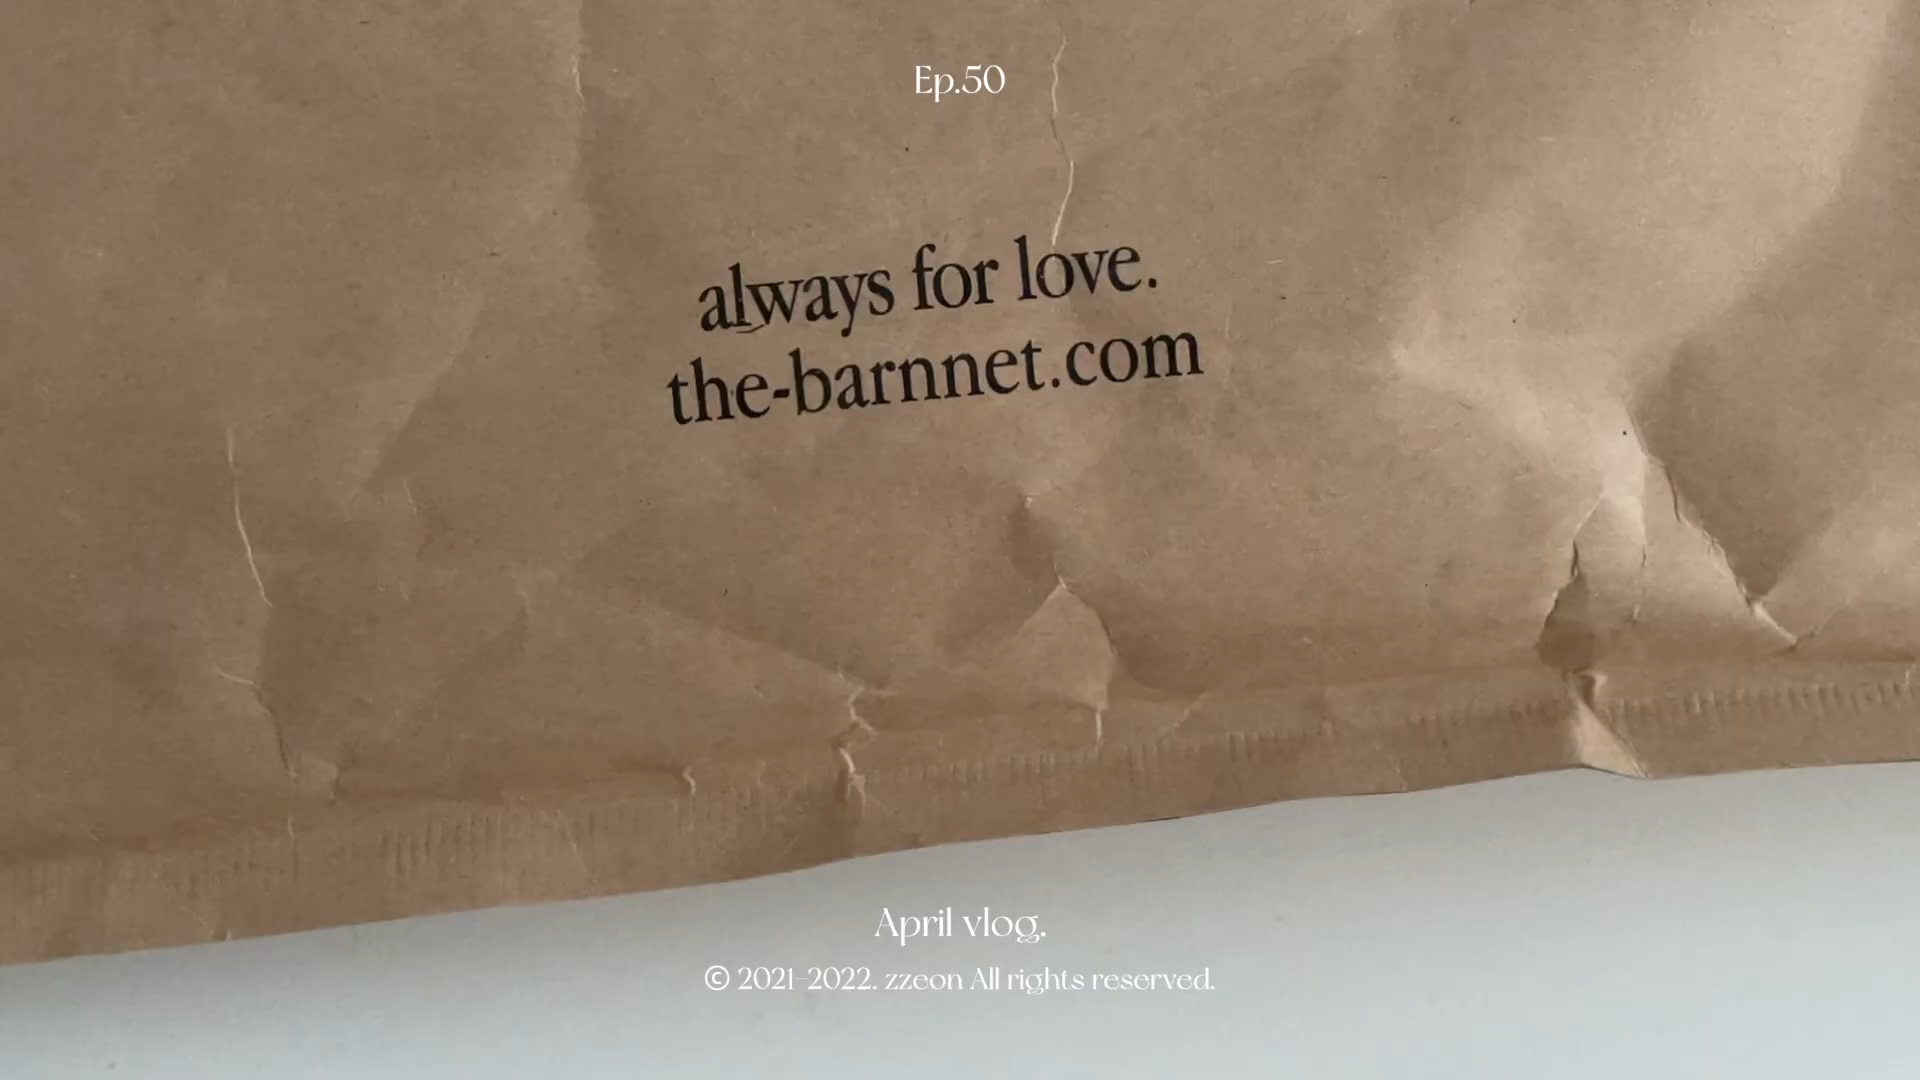 Ep.50
always for love.
the-barnnet.com
April vlog.
© 2021-2022. zzeon All rights reserved.